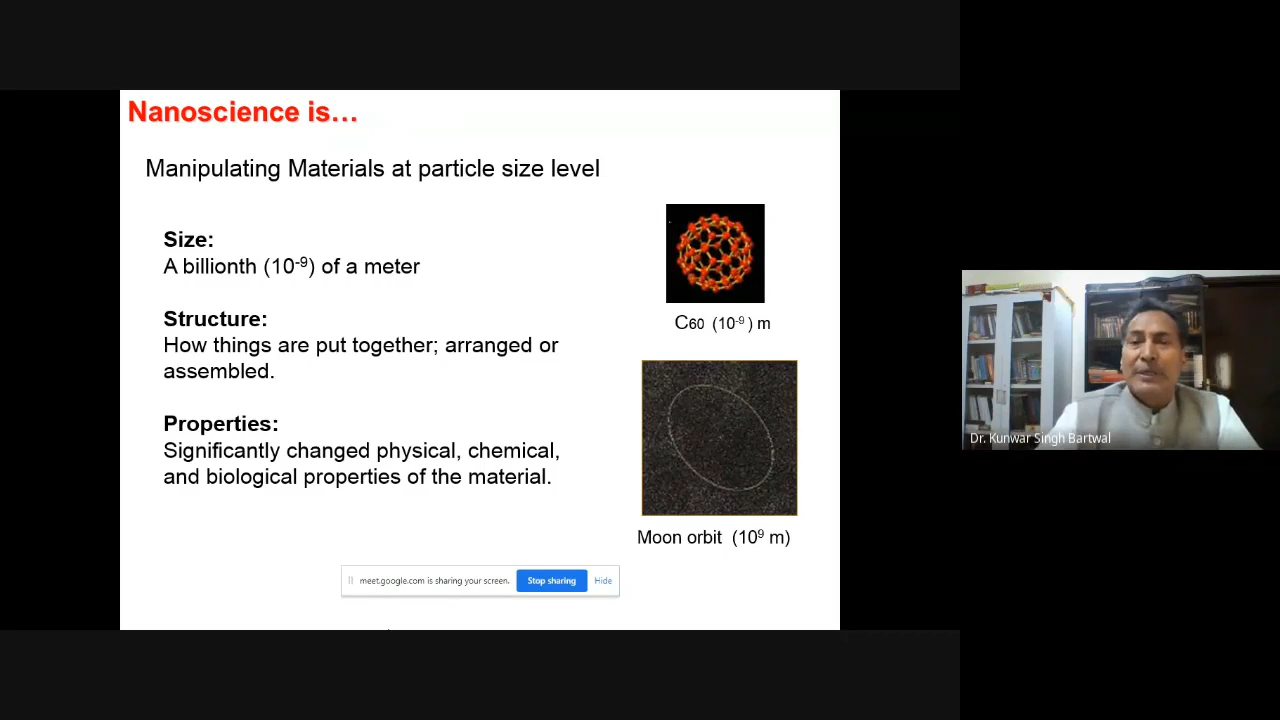 Nanoscience is…
Manipulating Materials at particle size level
Size:
A billionth (10⁻⁹) of a meter
Structure:
How things are put together; arranged or
assembled.
Properties:
Significantly changed physical, chemical,
and biological properties of the material.
C60 (10⁻⁹ ) m
Moon orbit (10⁹ m)
meet.google.com is sharing your screen. Stop sharing Hide
Dr. Kunwar Singh Bartwal